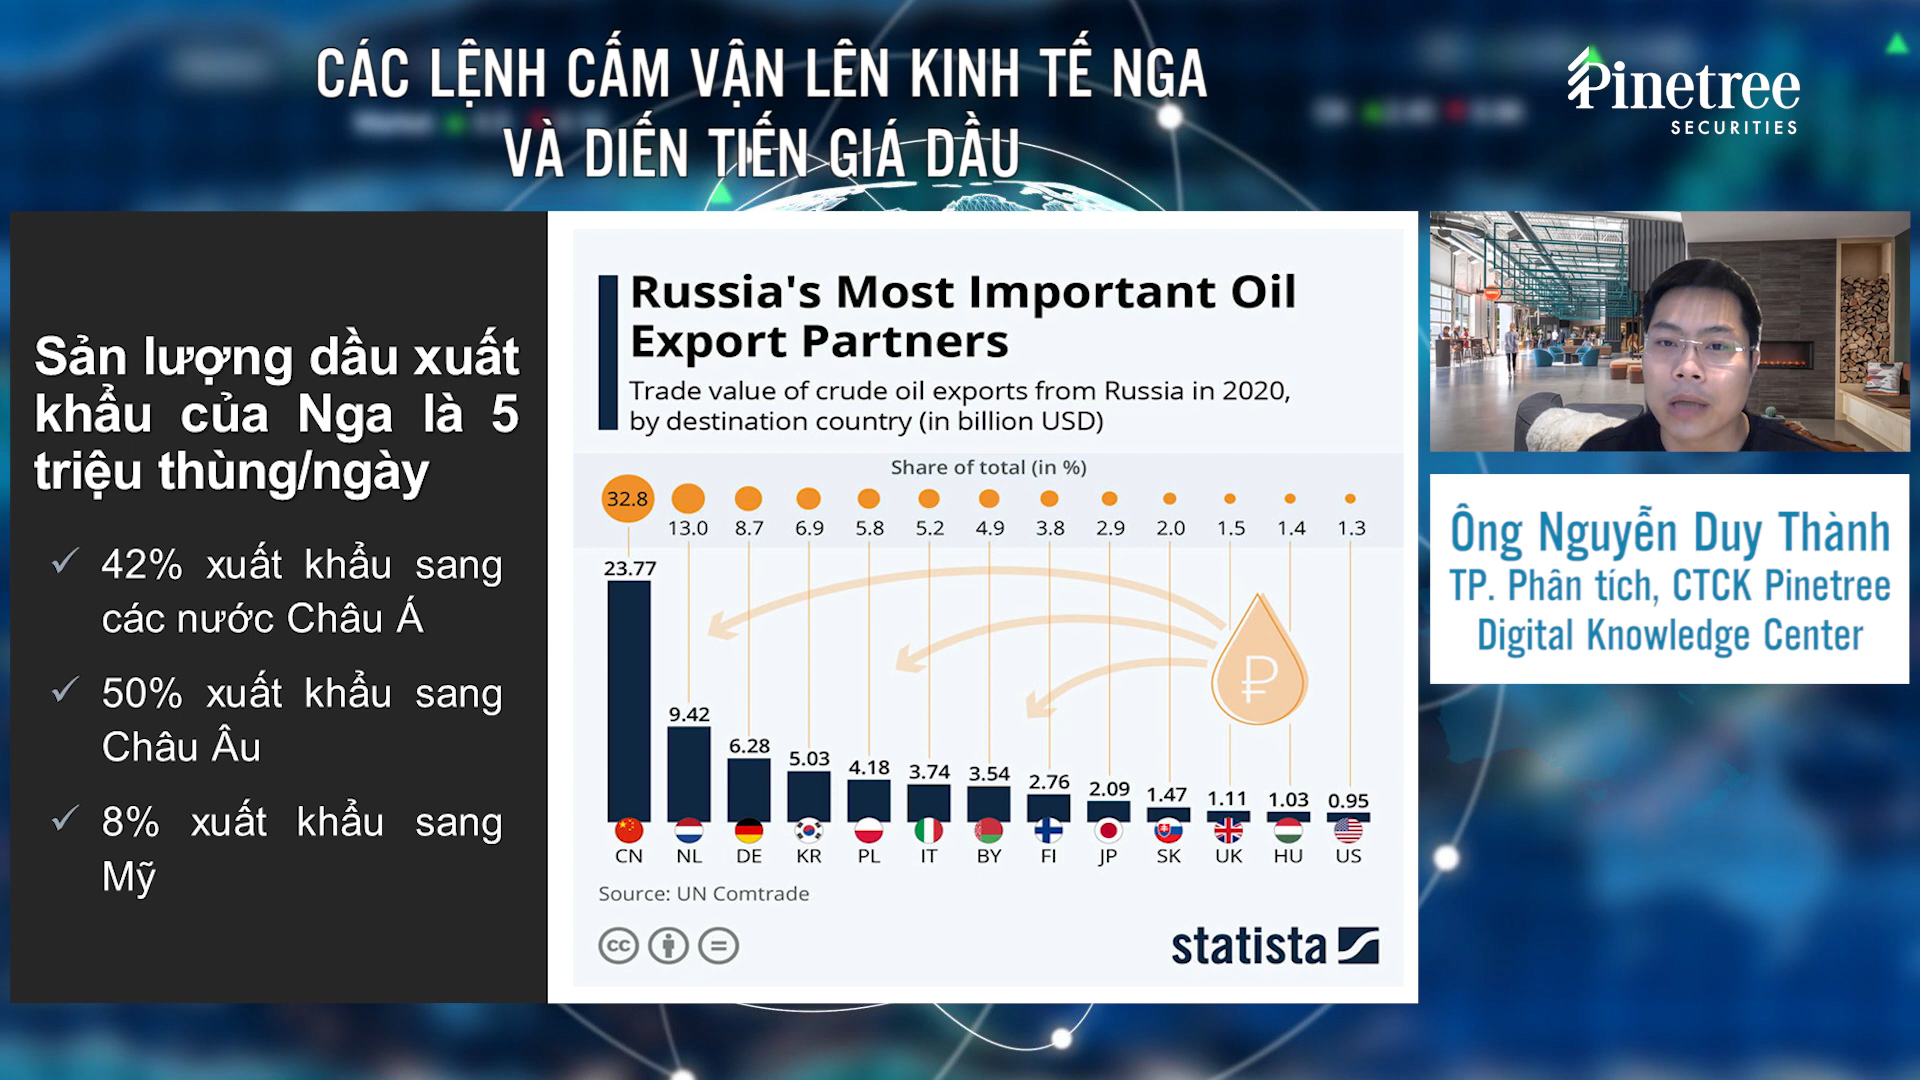 CÁC LỆNH CẤM VẬN LÊN KINH TẾ NGA
VÀ DIẾN TIẾN GIÁ DẦU
Pinetree
SECURITIES
Sản lượng dầu xuất
khẩu của Nga là 5
triệu thùng/ngày
✓ 42% xuất khẩu sang
các nước Châu Á
✓ 50% xuất khẩu sang
Châu Âu
✓ 8% xuất khẩu sang
Mỹ
Russia's Most Important Oil
Export Partners
Trade value of crude oil exports from Russia in 2020,
by destination country (in billion USD)
Share of total (in %)
32.8 13.0 8.7 6.9 5.8 5.2 4.9 3.8 2.9 2.0 1.5 1.4 1.3
23.77 9.42 6.28 5.03 4.18 3.74 3.54 2.76 2.09 1.47 1.11 1.03 0.95
₽
CN NL DE KR PL IT BY FI JP SK UK HU US
Source: UN Comtrade
cc
statista
Ông Nguyễn Duy Thành
TP. Phân tích, CTCK Pinetree
Digital Knowledge Center